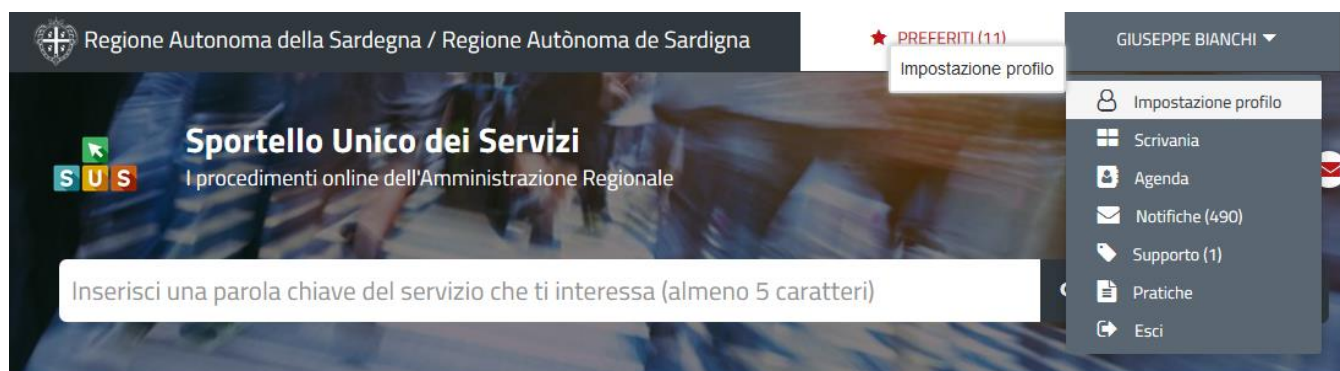 Regione Autonoma della Sardegna / Regione Autònoma de Sardigna
PREFERITI (11)
GIUSEPPE BIANCHI
Impostazione profilo
Sportello Unico dei Servizi
I procedimenti online dell'Amministrazione Regionale
SUS
Inserisci una parola chiave del servizio che ti interessa (almeno 5 caratteri)
Impostazione profilo
Scrivania
Agenda
Notifiche (490)
Supporto (1)
Pratiche
Esci